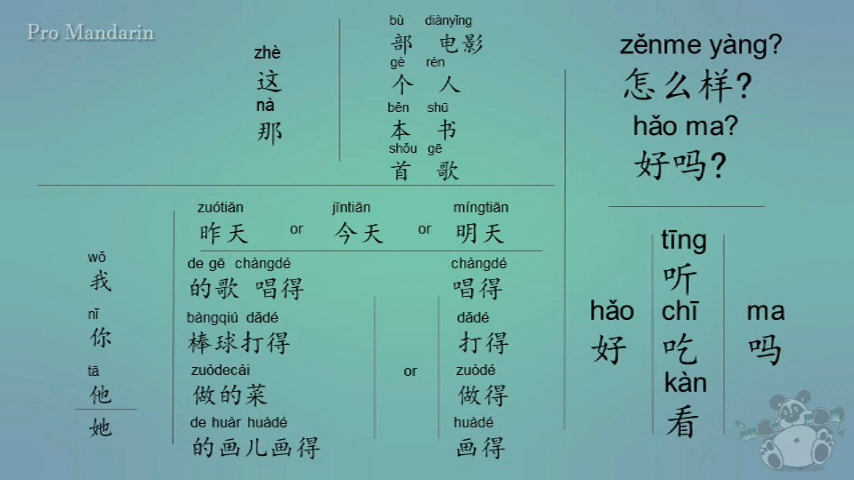 Pro Mandarin
zhè
这
nà
那
bù diànyǐng
部 电影
gè rén
个 人
běn shū
本 书
shǒu gē
首 歌
zěnme yàng?
怎么样?
hǎo ma?
好吗?
zuótiān jīntiān míngtiān
昨天 or 今天 or 明天
wǒ
我
nǐ
你
tā
他
她
de gē chàngdé
的歌 唱得
bàngqiú dǎdé
棒球打得
zuòdecài
做的菜
de huàr huàdé
的画儿画得
or
chàngdé
唱得
dǎdé
打得
zuòdé
做得
huàdé
画得
hǎo
好
tīng
听
chī
吃
kàn
看
ma
吗